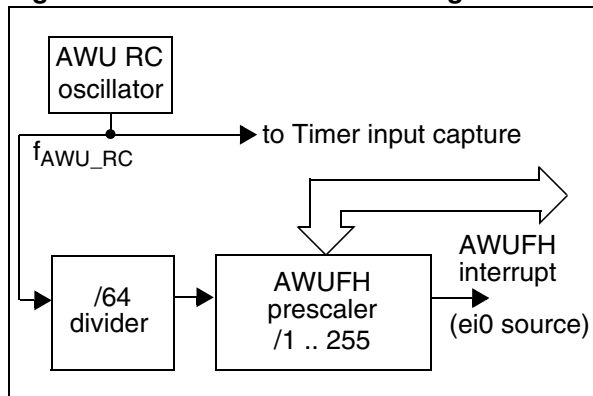 AWU RC
oscillator
to Timer input capture
fAWU_RC
AWUFH
interrupt
(ei0 source)
/64
divider
AWUFH
prescaler
/1 .. 255